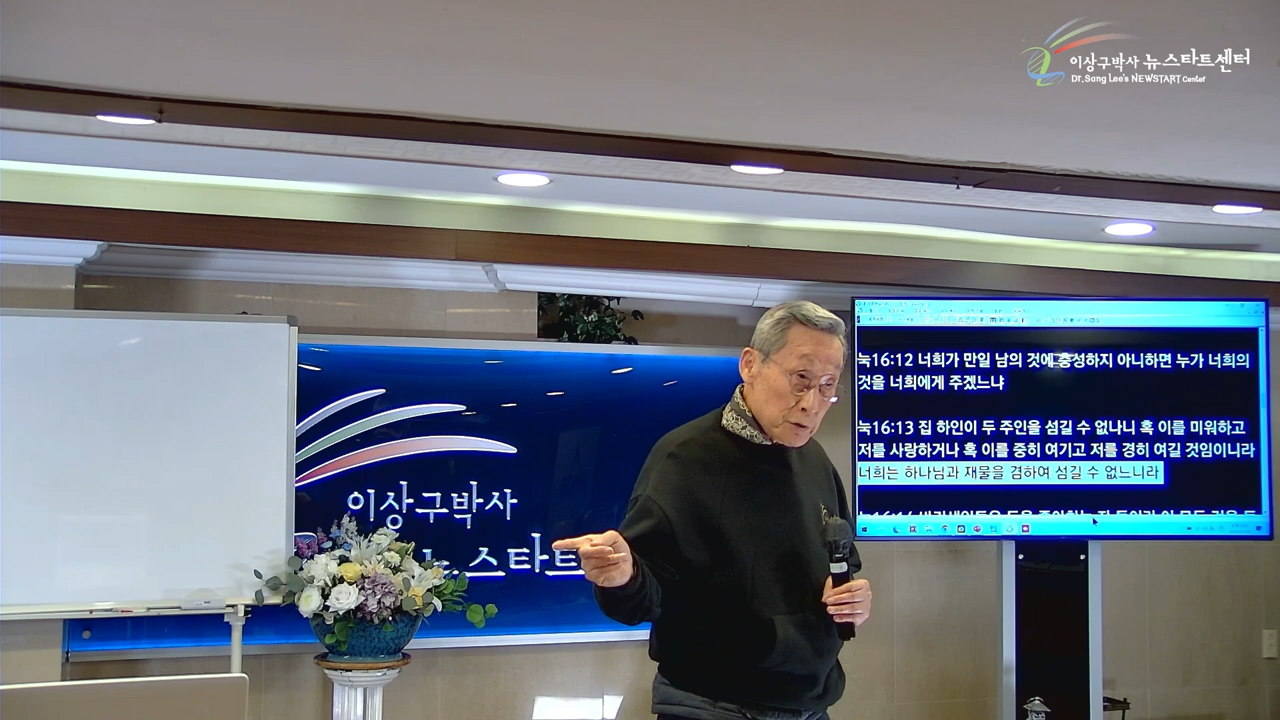 이상구박사 뉴스타트센터
Dr. Sang Lee's NEWSTART Center
눅16:12 너희가 만일 남의 것에 충성하지 아니하면 누가 너희의
것을 너희에게 주겠느냐
눅16:13 집 하인이 두 주인을 섬길 수 없나니 혹 이를 미워하고
저를 사랑하거나 혹 이를 중히 여기고 저를 경히 여길 것임이니라
너희는 하나님과 재물을 겸하여 섬길 수 없느니라
이상구박사
뉴스타트